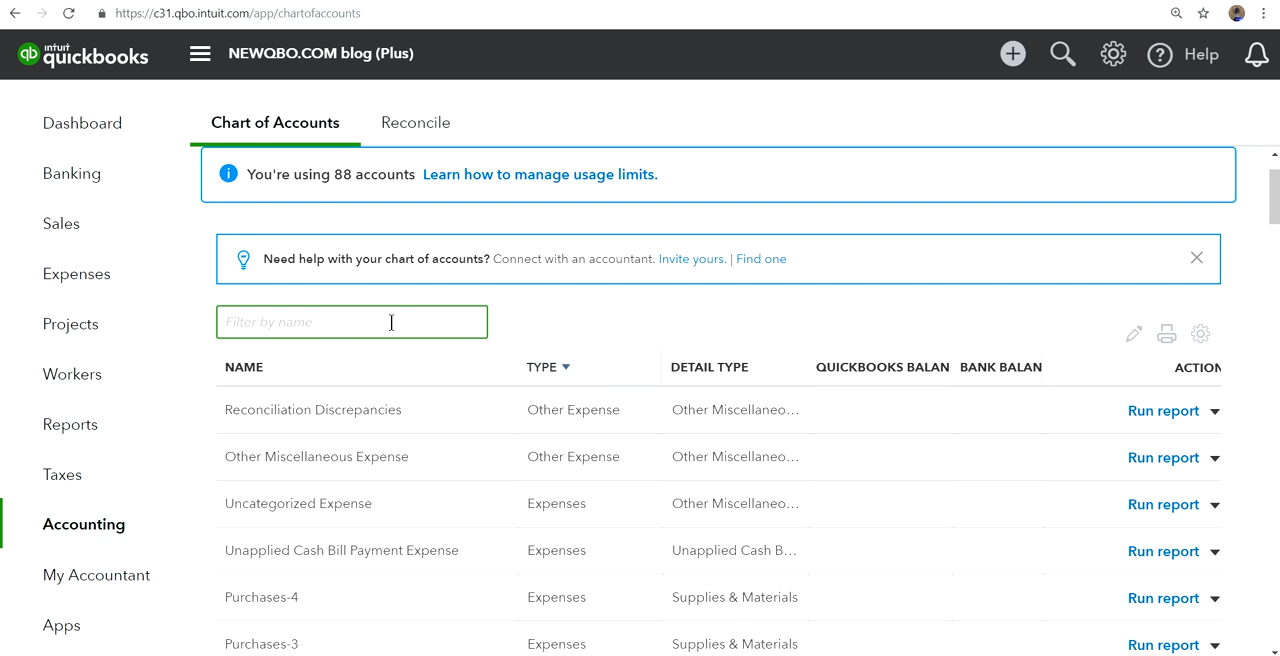 https://c31.qbo.intuit.com/app/chartofaccounts
qb intuit quickbooks NEWQBO.COM blog (Plus) ? Help
Dashboard
Banking
Sales
Expenses
Projects
Workers
Reports
Taxes
Accounting
My Accountant
Apps
Chart of Accounts Reconcile
i You're using 88 accounts Learn how to manage usage limits.
Need help with your chart of accounts? Connect with an accountant. Invite yours. | Find one
Filter by name
NAME TYPE DETAIL TYPE QUICKBOOKS BALAN BANK BALAN ACTION
Reconciliation Discrepancies Other Expense Other Miscellaneo... Run report
Other Miscellaneous Expense Other Expense Other Miscellaneo... Run report
Uncategorized Expense Expenses Other Miscellaneo... Run report
Unapplied Cash Bill Payment Expense Expenses Unapplied Cash B... Run report
Purchases-4 Expenses Supplies & Materials Run report
Purchases-3 Expenses Supplies & Materials Run report